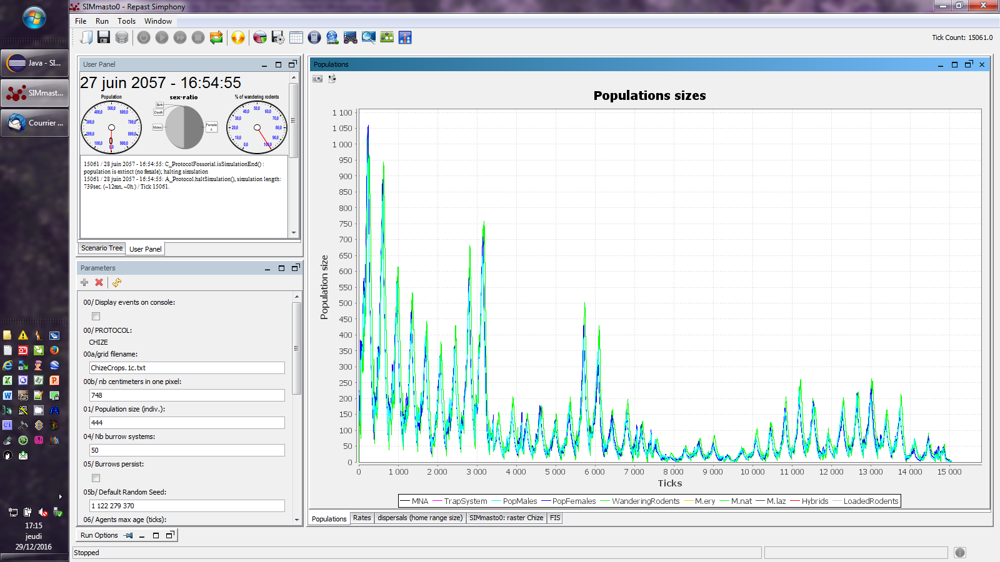 SIMmasto0 - Repast Simphony
File Run Tools Window
Tick Count: 15061.0
Java - SI...
SIMmast...
Courrier ...
User Panel
27 juin 2057 - 16:54:55
Population
500,0
400,0 600,0
300,0 700,0
200,0 800,0
100,0 900,0
0,0
0
sex-ratio
Birth
Death
Males
Females
% of wandering rodents
40,0 50,0 60,0
30,0 70,0
20,0 80,0
10,0 90,0
0,0 100,0
15061 / 28 juin 2057 - 16:54:55: C_ProtocolFossorial.isSimulationEnd() :
population is extinct (no female); halting simulation
15061 / 28 juin 2057 - 16:54:55: A_Protocol.haltSimulation(), simulation length:
739sec. (~12mn, ~0h.) / Tick 15061.
Scenario Tree User Panel
Parameters
00/ Display events on console:
00/ PROTOCOL:
CHIZE
00a/grid filename:
ChizeCrops.1c.txt
00b/ nb centimeters in one pixel:
748
01/ Population size (indiv.):
444
04/ Nb burrow systems:
50
05/ Burrows persist:
05b/ Default Random Seed:
1 122 279 370
06/ Agents max age (ticks):
Run Options
Stopped
Populations
Populations sizes
Population size
1 100
1 050
1 000
950
900
850
800
750
700
650
600
550
500
450
400
350
300
250
200
150
100
50
0
0 1 000 2 000 3 000 4 000 5 000 6 000 7 000 8 000 9 000 10 000 11 000 12 000 13 000 14 000 15 000
Ticks
MNA TrapSystem PopMales PopFemales WanderingRodents M.ery M.nat M.laz Hybrids LoadedRodents
Populations Rates dispersals (home range size) SIMmasto0: raster Chize FIS
17:15
jeudi
29/12/2016